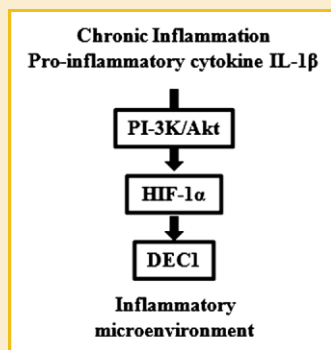 Chronic Inflammation
Pro-inflammatory cytokine IL-1β
PI-3K/Akt
HIF-1α
DEC1
Inflammatory
microenvironment